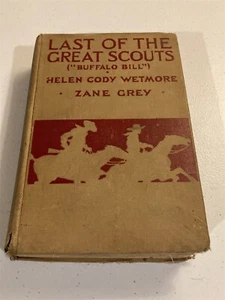 LAST OF THE
GREAT SCOUTS
("BUFFALO BILL")
HELEN CODY WETMORE
ZANE GREY